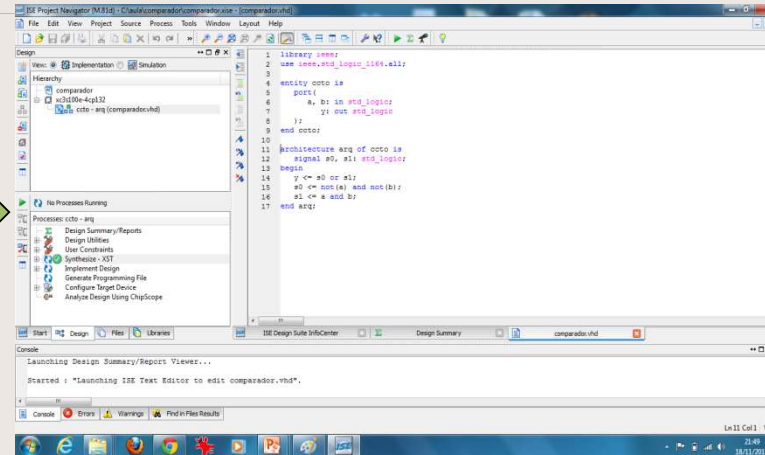 ISE Project Navigator (M.81d) - C:\aula\comparador\comparador.xise - [comparador.vhd]
File Edit View Project Source Process Tools Window Layout Help
Design
View: Implementation Simulation
Hierarchy
comparador
xc3s100e-4cp132
ccto - arq (comparador.vhd)
No Processes Running
Processes: ccto - arq
Design Summary/Reports
Design Utilities
User Constraints
Synthesize - XST
Implement Design
Generate Programming File
Configure Target Device
Analyze Design Using ChipScope
Start Design Files Libraries
1 library ieee;
2 use ieee.std_logic_1164.all;
3
4 entity ccto is
5 port(
6 a, b: in std_logic;
7 y: out std_logic
8 );
9 end ccto;
10
11 architecture arq of ccto is
12 signal s0, s1: std_logic;
13 begin
14 y <= s0 or s1;
15 s0 <= not(a) and not(b);
16 s1 <= a and b;
17 end arq;
ISE Design Suite InfoCenter Design Summary comparador.vhd
Console
Launching Design Summary/Report Viewer...
Started : "Launching ISE Text Editor to edit comparador.vhd".
Console Errors Warnings Find in Files Results
Ln 11 Col 1
ISE
21:49